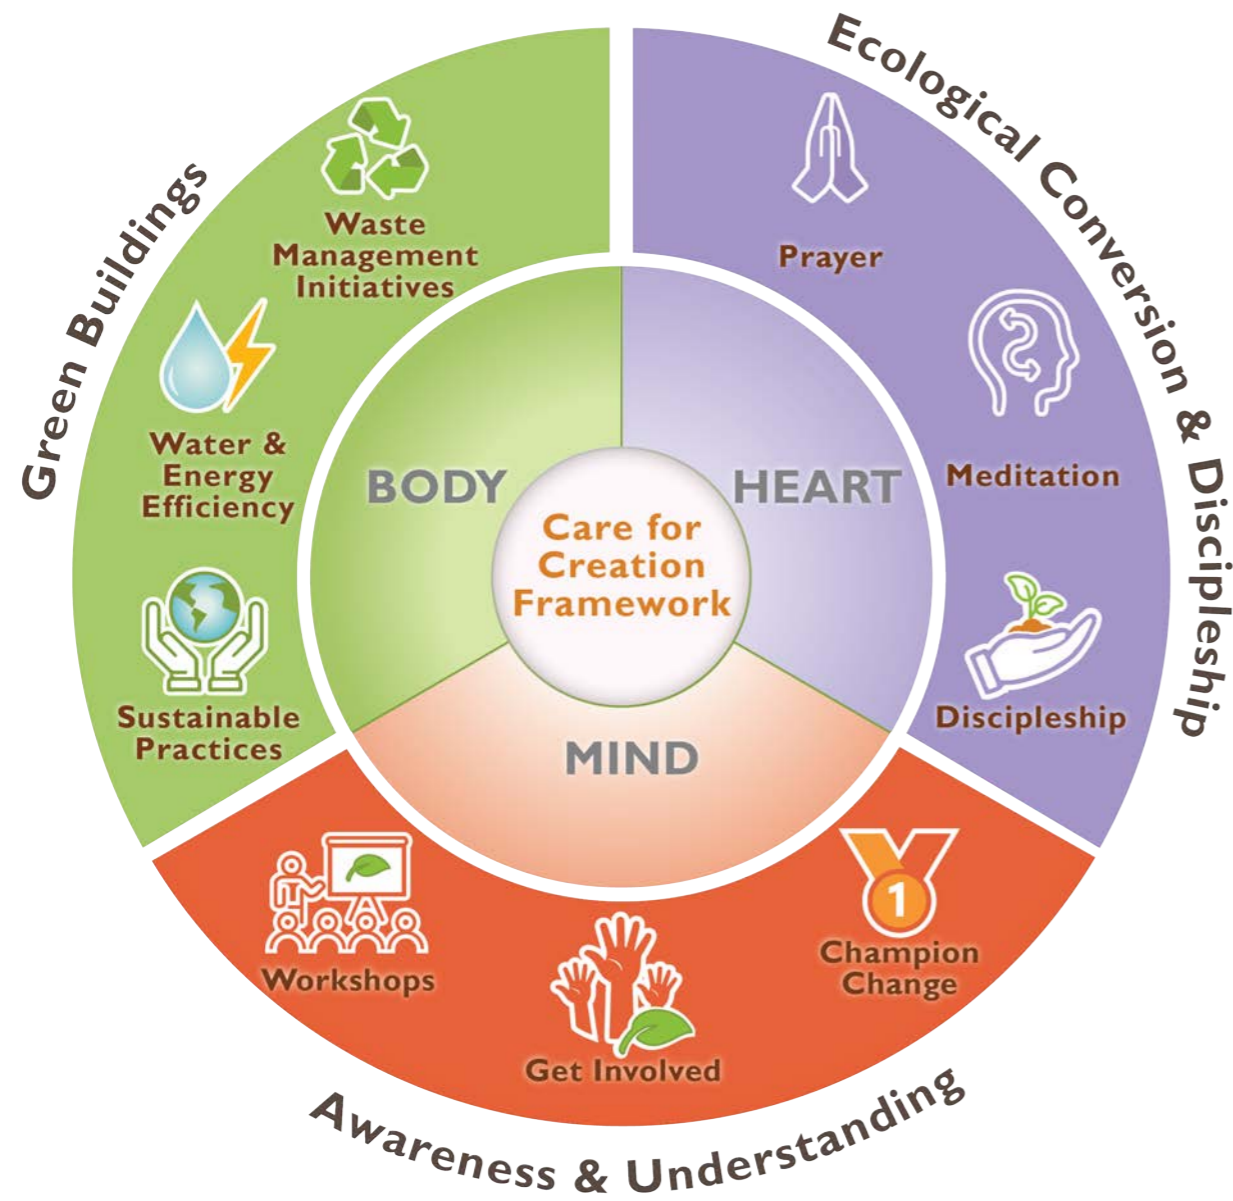 Green Buildings
Waste
Management
Initiatives
Water &
Energy
Efficiency
Sustainable
Practices
Ecological Conversion & Discipleship
Prayer
Meditation
Discipleship
BODY
HEART
MIND
Care for
Creation
Framework
Workshops
Get Involved
1
Champion
Change
Awareness & Understanding